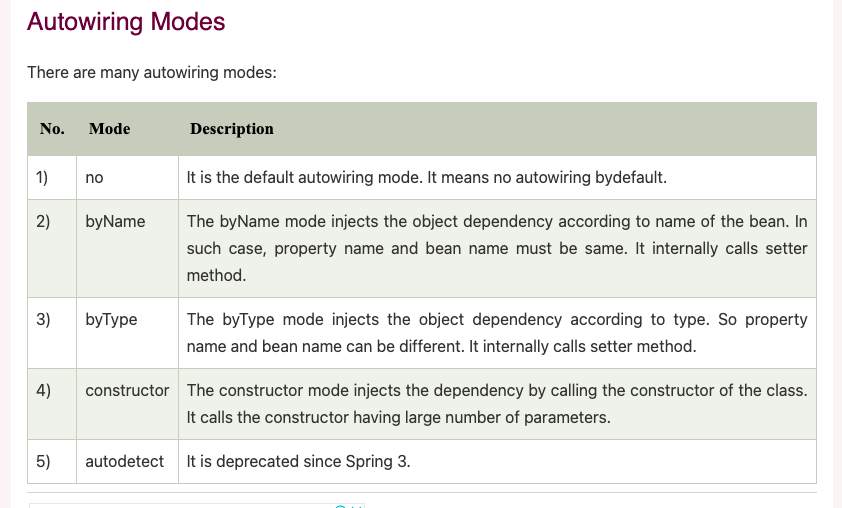 Autowiring Modes
There are many autowiring modes:
No. Mode Description
1) no It is the default autowiring mode. It means no autowiring bydefault.
2) byName The byName mode injects the object dependency according to name of the bean. In
such case, property name and bean name must be same. It internally calls setter
method.
3) byType The byType mode injects the object dependency according to type. So property
name and bean name can be different. It internally calls setter method.
4) constructor The constructor mode injects the dependency by calling the constructor of the class.
It calls the constructor having large number of parameters.
5) autodetect It is deprecated since Spring 3.